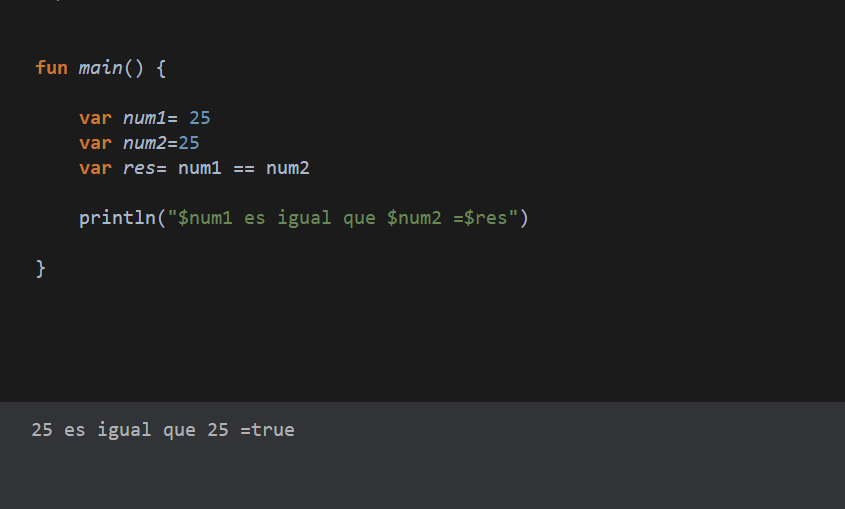 fun main() {
var num1= 25
var num2=25
var res= num1 == num2
println("$num1 es igual que $num2 =$res")
}
25 es igual que 25 =true